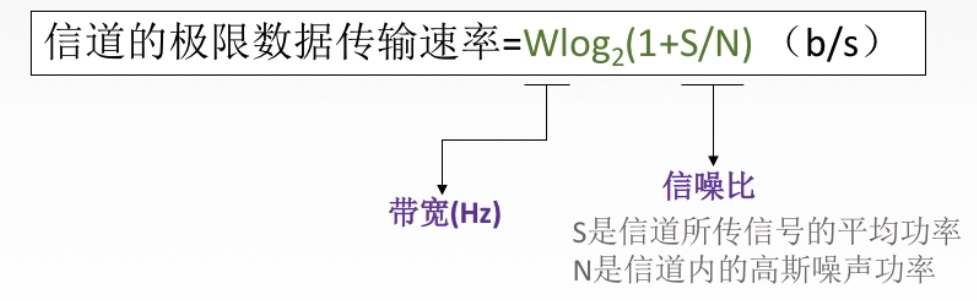 信道的极限数据传输速率=Wlog₂(1+S/N) （b/s）
带宽(Hz)
信噪比
S是信道所传信号的平均功率
N是信道内的高斯噪声功率